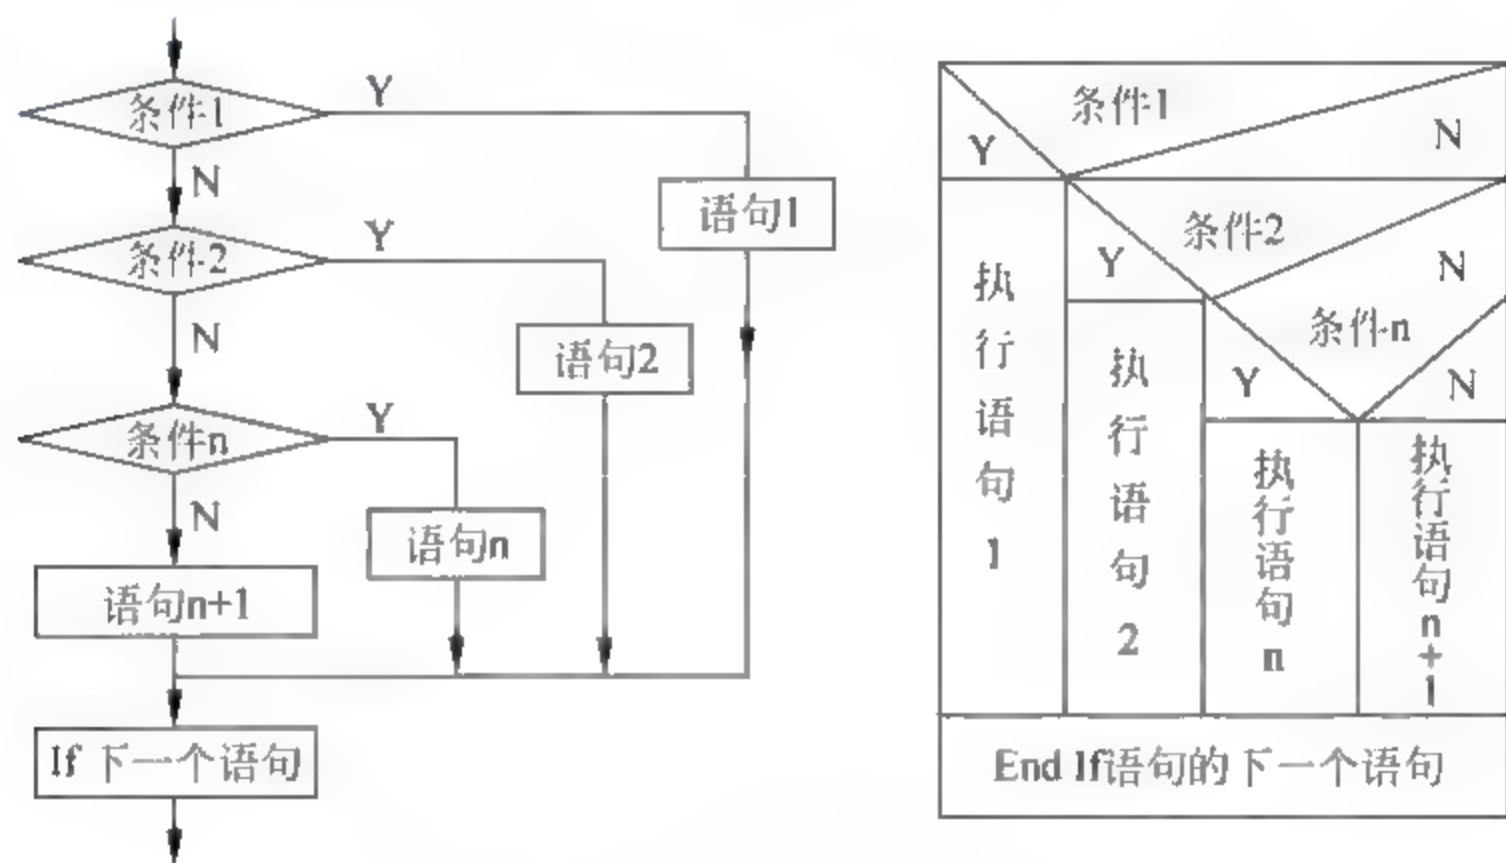 Y
条件1
N
语句1
Y
条件2
N
语句2
Y
条件n
N
语句n
语句n+1
If 下一个语句
条件1
Y
N
条件2
Y
N
条件n
Y
N
执行语句1
执行语句2
执行语句n
执行语句n+1
End If语句的下一个语句